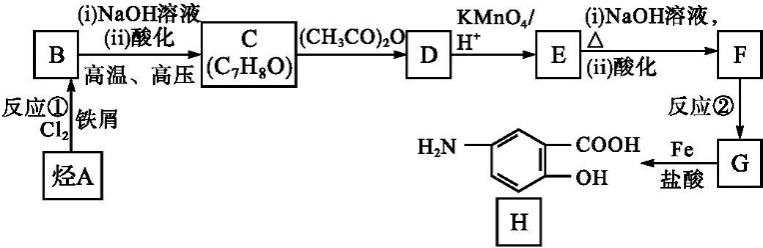 (i)NaOH溶液
(ii)酸化
高温、高压
B
C
(C₇H₈O)
(CH₃CO)₂O
D
KMnO₄/
H⁺
E
(i)NaOH溶液,
△
(ii)酸化
F
反应①
Cl₂
铁屑
烃A
反应②
G
Fe
盐酸
H₂N
COOH
OH
H